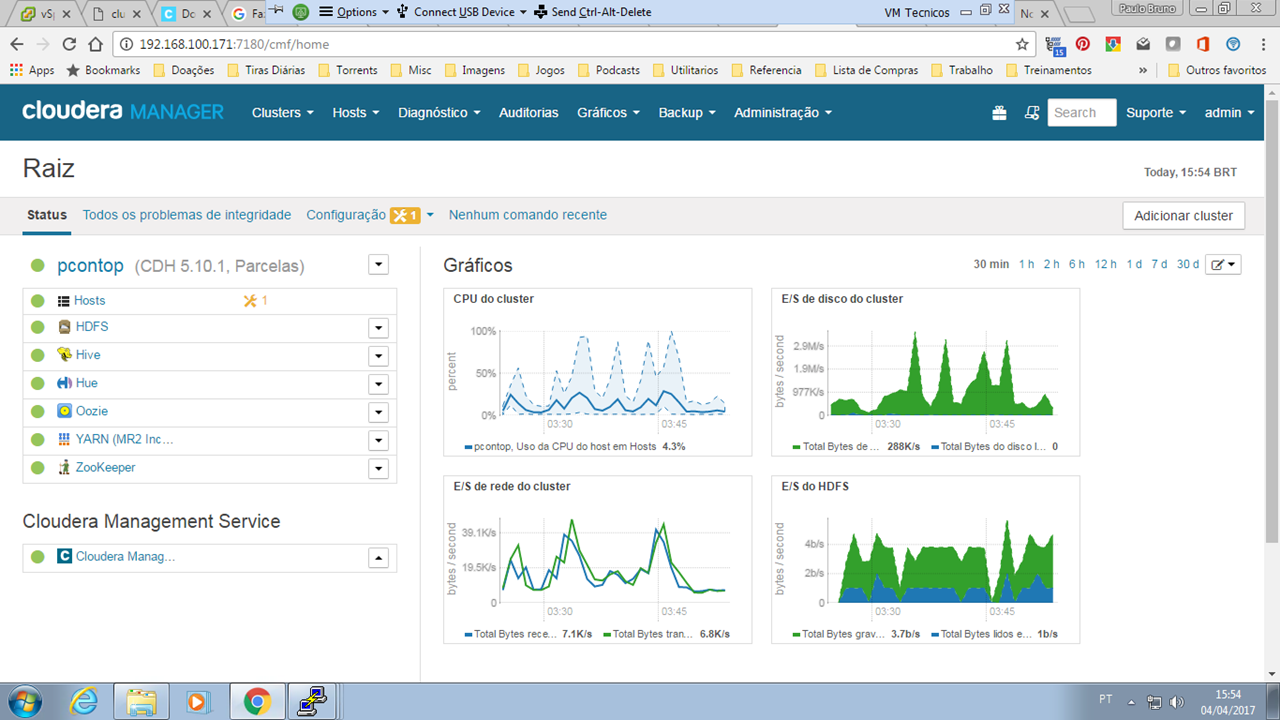 vSp
clu
Do
Fa
Options
Connect USB Device
Send Ctrl-Alt-Delete
VM Tecnicos
No
Paulo Bruno
192.168.100.171:7180/cmf/home
15
Apps
Bookmarks
Doações
Tiras Diárias
Torrents
Misc
Imagens
Jogos
Podcasts
Utilitarios
Referencia
Lista de Compras
Trabalho
Treinamentos
»
Outros favoritos
cloudera MANAGER
Clusters
Hosts
Diagnóstico
Auditorias
Gráficos
Backup
Administração
Search
Suporte
admin
Raiz
Today, 15:54 BRT
Status
Todos os problemas de integridade
Configuração 1
Nenhum comando recente
Adicionar cluster
pcontop (CDH 5.10.1, Parcelas)
Hosts 1
HDFS
Hive
Hue
Oozie
YARN (MR2 Inc...
ZooKeeper
Cloudera Management Service
Cloudera Manag...
Gráficos
30 min 1 h 2 h 6 h 12 h 1 d 7 d 30 d
CPU do cluster
percent
100%
50%
0%
03:30 03:45
pcontop, Uso da CPU do host em Hosts 4.3%
E/S de disco do cluster
bytes / second
2.9M/s
1.9M/s
977K/s
0
03:30 03:45
Total Bytes de ... 288K/s Total Bytes do disco l... 0
E/S de rede do cluster
bytes / second
39.1K/s
19.5K/s
0
03:30 03:45
Total Bytes rece... 7.1K/s Total Bytes tran... 6.8K/s
E/S do HDFS
bytes / second
4b/s
2b/s
0
03:30 03:45
Total Bytes grav... 3.7b/s Total Bytes lidos e... 1b/s
PT
15:54
04/04/2017